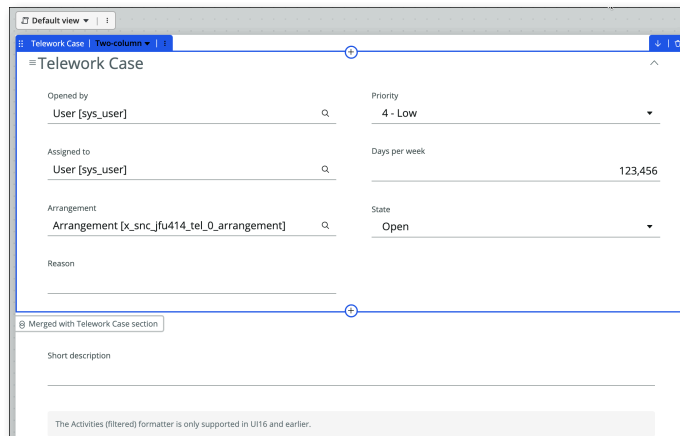 Default view
Telework Case Two-column
Telework Case
Opened by
User [sys_user]
Priority
4 - Low
Assigned to
User [sys_user]
Days per week
123,456
Arrangement
Arrangement [x_snc_jfu414_tel_0_arrangement]
State
Open
Reason
Merged with Telework Case section
Short description
The Activities (filtered) formatter is only supported in UI16 and earlier.